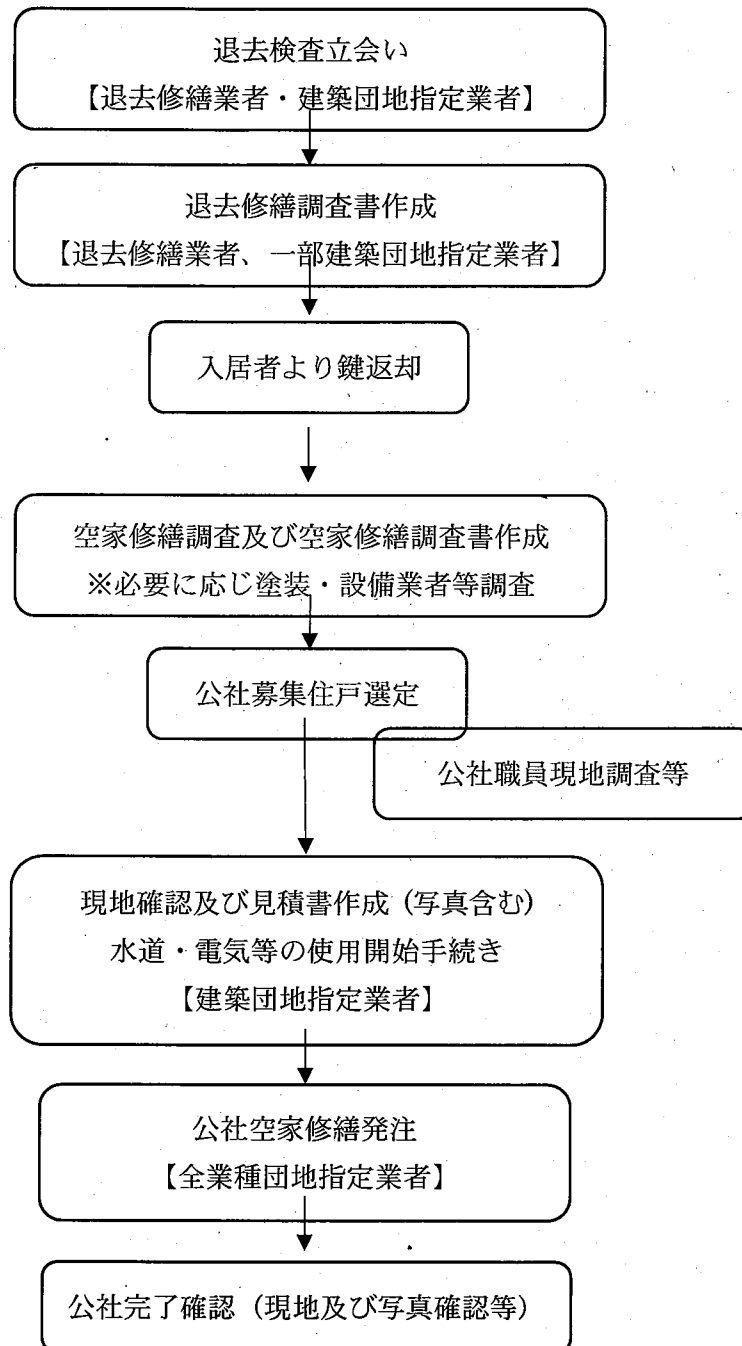 退去検査立会い
【退去修繕業者・建築団地指定業者】
退去修繕調査書作成
【退去修繕業者、一部建築団地指定業者】
入居者より鍵返却
空家修繕調査及び空家修繕調査書作成
※必要に応じ塗装・設備業者等調査
公社募集住戸選定
公社職員現地調査等
現地確認及び見積書作成（写真含む）
水道・電気等の使用開始手続き
【建築団地指定業者】
公社空家修繕発注
【全業種団地指定業者】
公社完了確認（現地及び写真確認等）